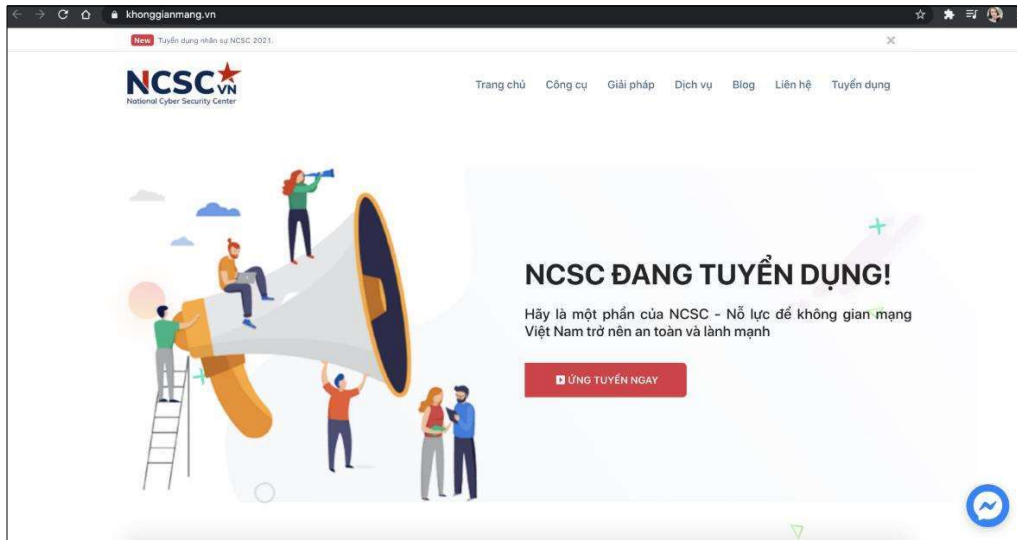 khonggianmang.vn
New Tuyển dụng nhân sự NCSC 2021.
NCSC VN
National Cyber Security Center
Trang chủ Công cụ Giải pháp Dịch vụ Blog Liên hệ Tuyển dụng
NCSC ĐANG TUYỂN DỤNG!
Hãy là một phần của NCSC - Nỗ lực để không gian mạng
Việt Nam trở nên an toàn và lành mạnh
ỨNG TUYỂN NGAY